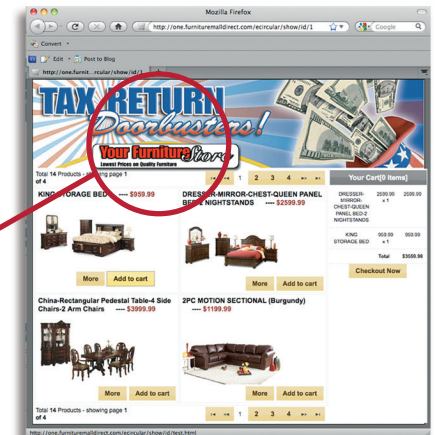 Mozilla Firefox
http://one.furnituremalldirect.com/ecircular/show/id/1
Google
Convert
Edit
Post to Blog
http://one.furnit...rcular/show/id/1
TAX RETURN
Doorbusters!
Your Furniture Store
Lowest Prices on Quality Furniture
Total 14 Products - showing page 1
of 4
1 2 3 4
Your Cart[0 items]
KING STORAGE BED ---- $959.99
DRESSER-MIRROR-CHEST-QUEEN PANEL
BED-2 NIGHTSTANDS ---- $2599.99
DRESSER-
MIRROR-
CHEST-QUEEN
PANEL BED-2
NIGHTSTANDS
2599.99
x 1
2599.99
KING
STORAGE BED
959.99
x 1
959.99
Total $3559.98
Checkout Now
More Add to cart
More Add to cart
China-Rectangular Pedestal Table-4 Side
Chairs-2 Arm Chairs ---- $3999.99
2PC MOTION SECTIONAL (Burgundy)
---- $1199.99
More Add to cart
More Add to cart
Total 14 Products - showing page 1
of 4
1 2 3 4
http://one.furnituremalldirect.com/ecircular/show/id/test.html